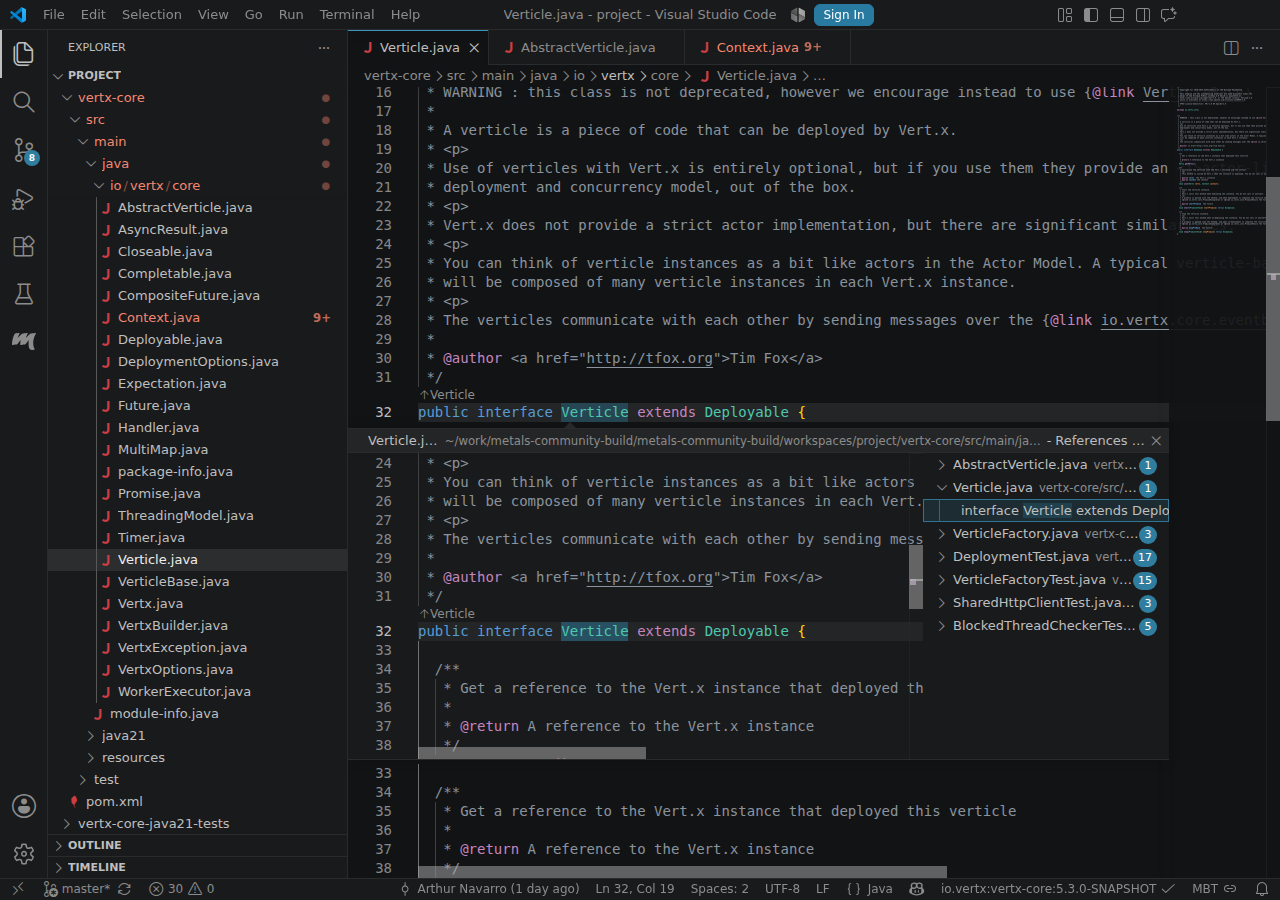 File Edit Selection View Go Run Terminal Help
Verticle.java - project - Visual Studio Code
Sign In
EXPLORER
PROJECT
vertx-core
src
main
java
io/vertx/core
AbstractVerticle.java
AsyncResult.java
Closeable.java
Completable.java
CompositeFuture.java
Context.java 9+
Deployable.java
DeploymentOptions.java
Expectation.java
Future.java
Handler.java
MultiMap.java
package-info.java
Promise.java
ThreadingModel.java
Timer.java
Verticle.java
VerticleBase.java
Vertx.java
VertxBuilder.java
VertxException.java
VertxOptions.java
WorkerExecutor.java
module-info.java
java21
resources
test
pom.xml
vertx-core-java21-tests
OUTLINE
TIMELINE
8
Verticle.java
AbstractVerticle.java
Context.java 9+
vertx-core > src > main > java > io > vertx > core > Verticle.java > ...
16 * WARNING : this class is not deprecated, however we encourage instead to use {@link Vert
17 *
18 * A verticle is a piece of code that can be deployed by Vert.x.
19 * <p>
20 * Use of verticles with Vert.x is entirely optional, but if you use them they provide an
21 * deployment and concurrency model, out of the box.
22 * <p>
23 * Vert.x does not provide a strict actor implementation, but there are significant simila
24 * <p>
25 * You can think of verticle instances as a bit like actors in the Actor Model. A typical verticle-ba
26 * will be composed of many verticle instances in each Vert.x instance.
27 * <p>
28 * The verticles communicate with each other by sending messages over the {@link io.vertx.core.eventb
29 *
30 * @author <a href="http://tfox.org">Tim Fox</a>
31 */
↑Verticle
32 public interface Verticle extends Deployable {
Verticle.j... ~/work/metals-community-build/metals-community-build/workspaces/project/vertx-core/src/main/ja... - References ...
24 * <p>
25 * You can think of verticle instances as a bit like actors
26 * will be composed of many verticle instances in each Vert.
27 * <p>
28 * The verticles communicate with each other by sending mess
29 *
30 * @author <a href="http://tfox.org">Tim Fox</a>
31 */
↑Verticle
32 public interface Verticle extends Deployable {
33
34 /**
35 * Get a reference to the Vert.x instance that deployed th
36 *
37 * @return A reference to the Vert.x instance
38 */
AbstractVerticle.java vertx... 1
Verticle.java vertx-core/src/... 1
interface Verticle extends Deplo
VerticleFactory.java vertx-c... 3
DeploymentTest.java vert... 17
VerticleFactoryTest.java v... 15
SharedHttpClientTest.java... 3
BlockedThreadCheckerTes... 5
33
34 /**
35 * Get a reference to the Vert.x instance that deployed this verticle
36 *
37 * @return A reference to the Vert.x instance
38 */
master* 30 0 Arthur Navarro (1 day ago) Ln 32, Col 19 Spaces: 2 UTF-8 LF { } Java io.vertx:vertx-core:5.3.0-SNAPSHOT MBT